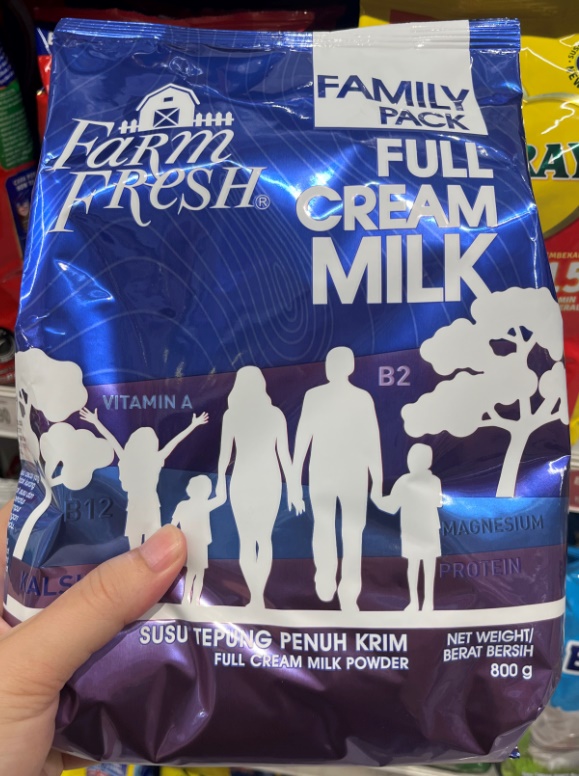 FARM
FRESH®
FAMILY
PACK
FULL
CREAM
MILK
B2
VITAMIN A
B12
MAGNESIUM
PROTEIN
SUSU TEPUNG PENUH KRIM
FULL CREAM MILK POWDER
NET WEIGHT/
BERAT BERSIH
800 g